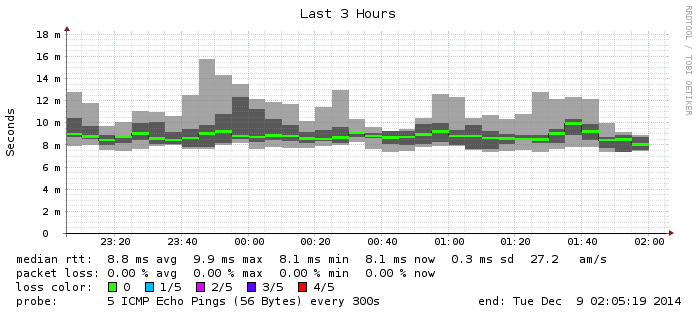 Last 3 Hours
RRDTOOL / TOBI OETIKER
Seconds
18 m
16 m
14 m
12 m
10 m
8 m
6 m
4 m
2 m
0
23:20 23:40 00:00 00:20 00:40 01:00 01:20 01:40 02:00
median rtt: 8.8 ms avg 9.9 ms max 8.1 ms min 8.1 ms now 0.3 ms sd 27.2 am/s
packet loss: 0.00 % avg 0.00 % max 0.00 % min 0.00 % now
loss color: 0 1/5 2/5 3/5 4/5
probe: 5 ICMP Echo Pings (56 Bytes) every 300s end: Tue Dec 9 02:05:19 2014